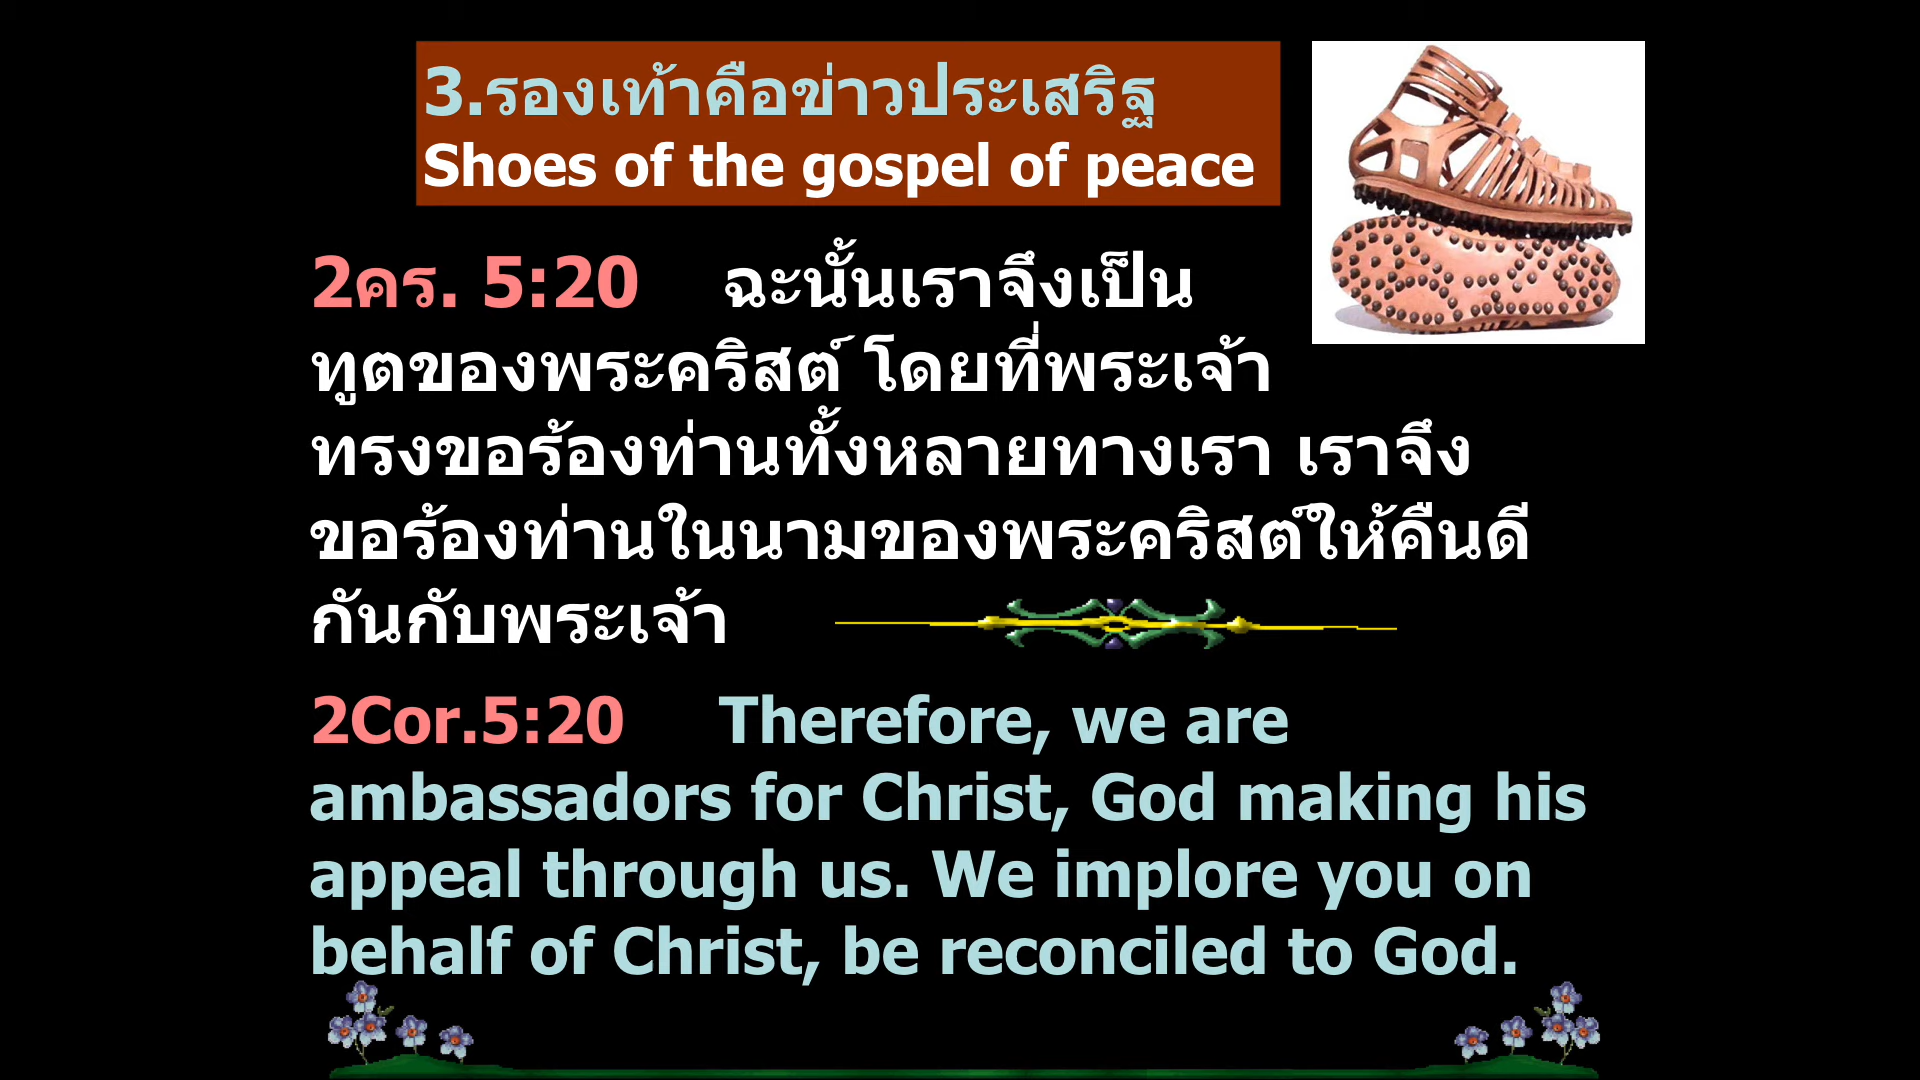 3.รองเท้าคือข่าวประเสริฐ
Shoes of the gospel of peace
2คร. 5:20 ฉะนั้นเราจึงเป็น
ทูตของพระคริสต์ โดยที่พระเจ้า
ทรงขอร้องท่านทั้งหลายทางเรา เราจึง
ขอร้องท่านในนามของพระคริสต์ให้คืนดี
กันกับพระเจ้า
2Cor.5:20 Therefore, we are
ambassadors for Christ, God making his
appeal through us. We implore you on
behalf of Christ, be reconciled to God.